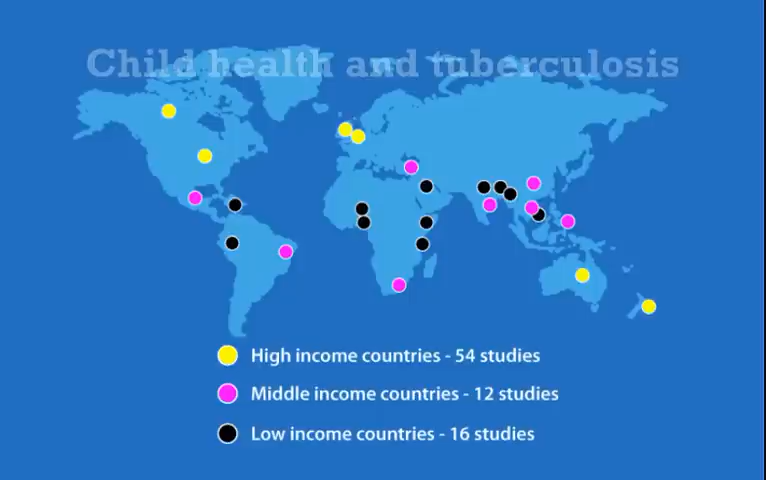 Child health and tuberculosis
High income countries - 54 studies
Middle income countries - 12 studies
Low income countries - 16 studies